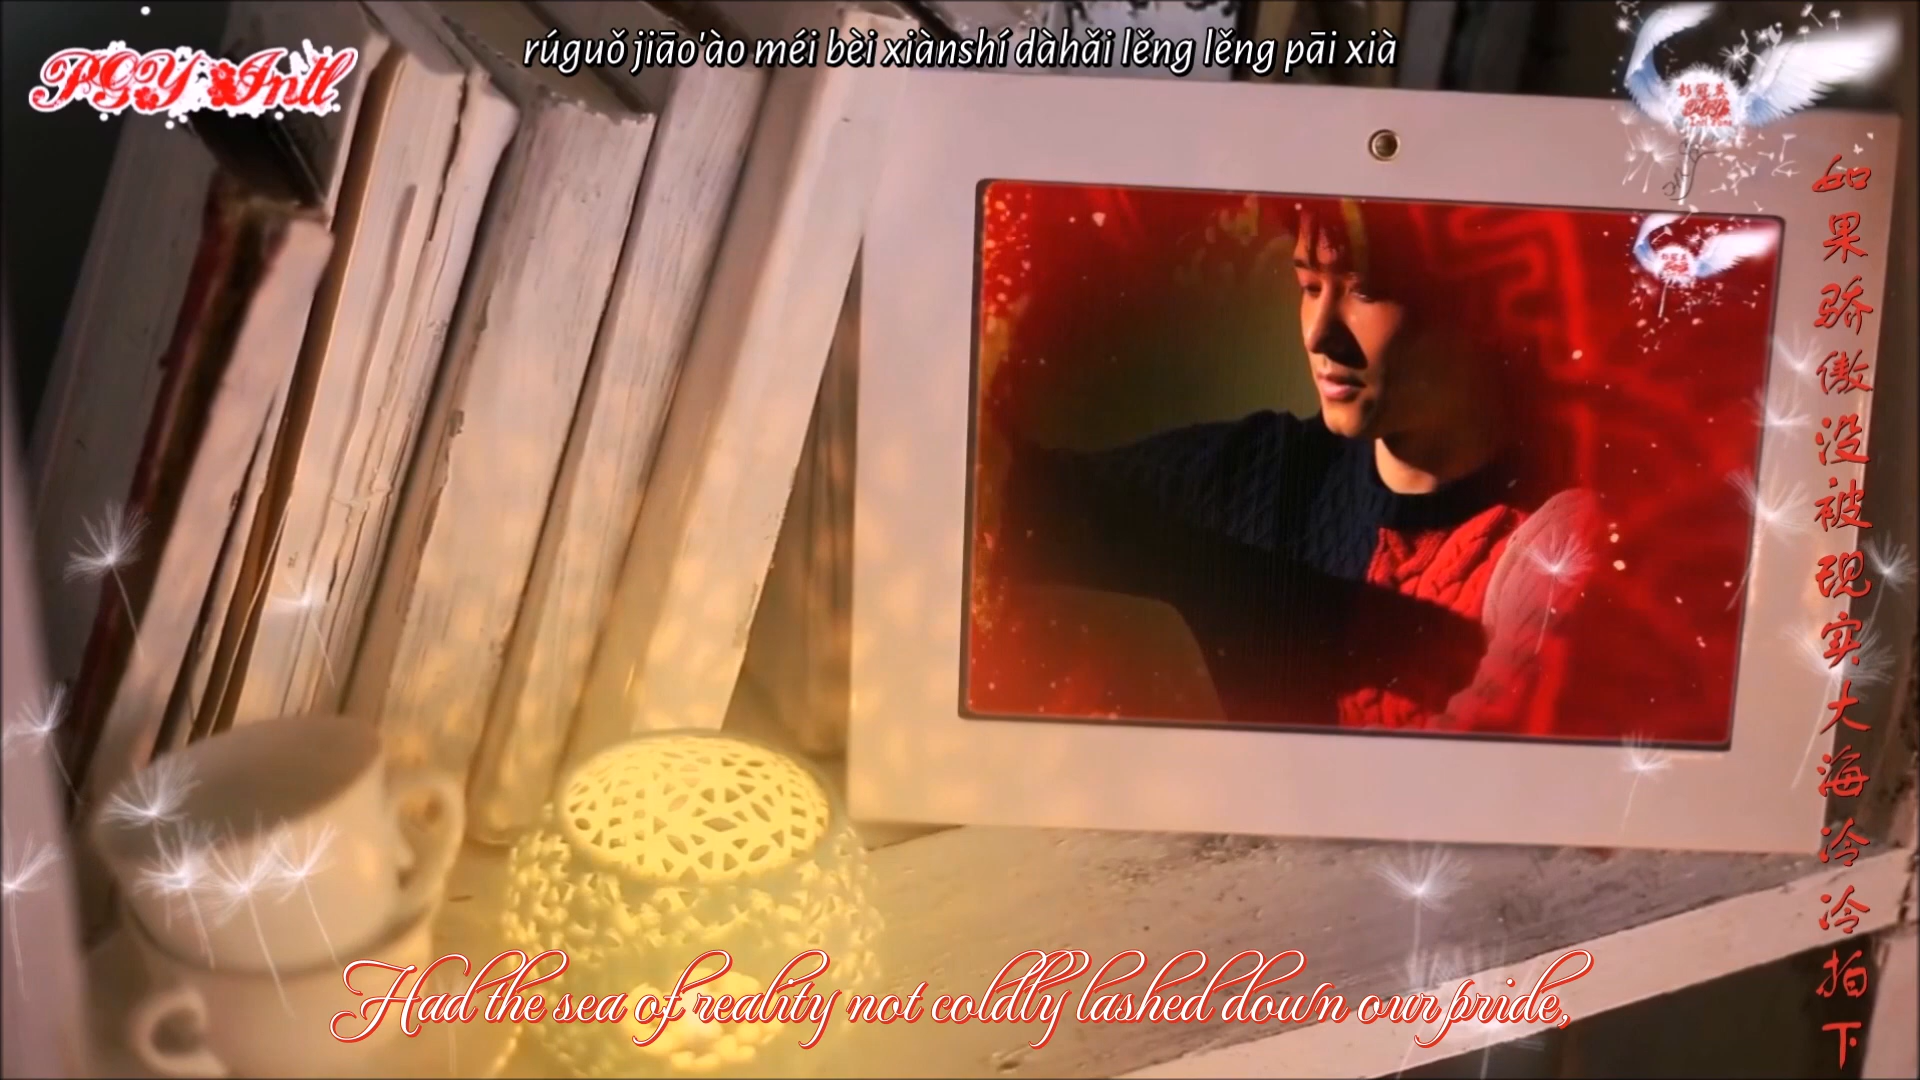 PGY Intl
rúguǒ jiāo'ào méi bèi xiànshí dàhǎi lěng lěng pāi xià
如果骄傲没被现实大海冷冷拍下
Had the sea of reality not coldly lashed down our pride,